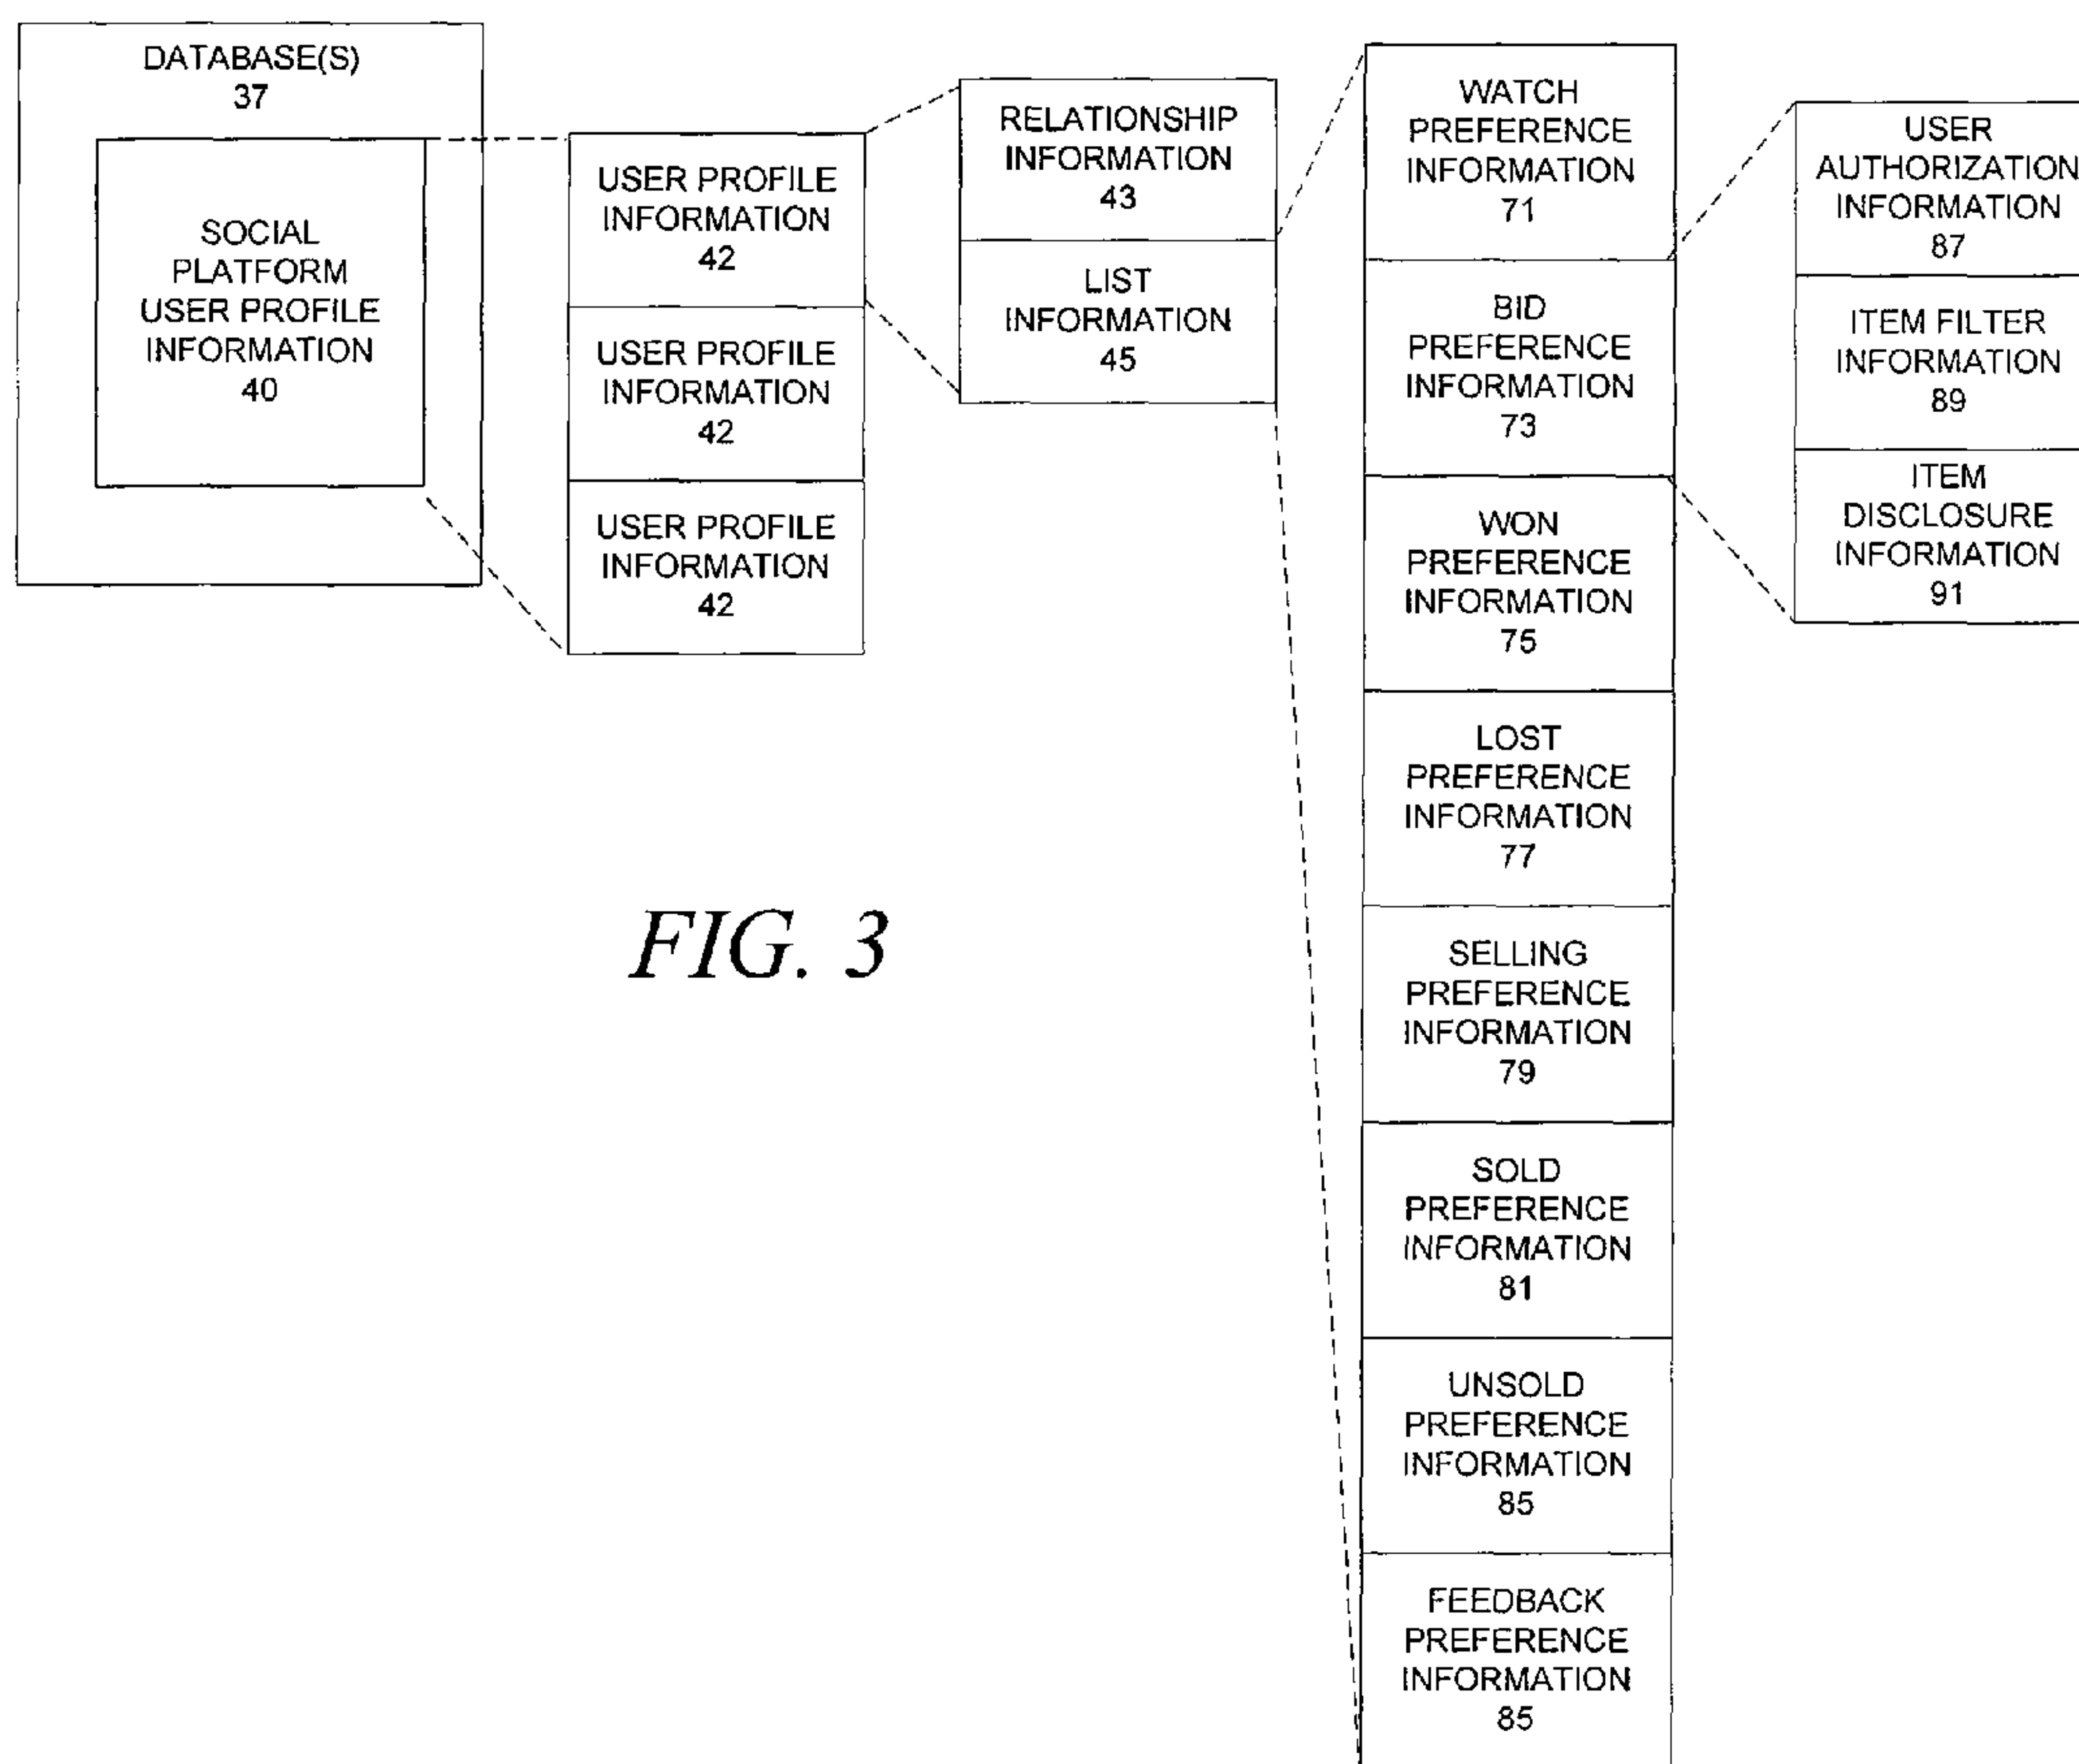 DATABASE(S)
37
SOCIAL
PLATFORM
USER PROFILE
INFORMATION
40
USER PROFILE
INFORMATION
42
USER PROFILE
INFORMATION
42
USER PROFILE
INFORMATION
42
RELATIONSHIP
INFORMATION
43
LIST
INFORMATION
45
WATCH
PREFERENCE
INFORMATION
71
BID
PREFERENCE
INFORMATION
73
WON
PREFERENCE
INFORMATION
75
LOST
PREFERENCE
INFORMATION
77
SELLING
PREFERENCE
INFORMATION
79
SOLD
PREFERENCE
INFORMATION
81
UNSOLD
PREFERENCE
INFORMATION
85
FEEDBACK
PREFERENCE
INFORMATION
85
USER
AUTHORIZATION
INFORMATION
87
ITEM FILTER
INFORMATION
89
ITEM
DISCLOSURE
INFORMATION
91
FIG. 3